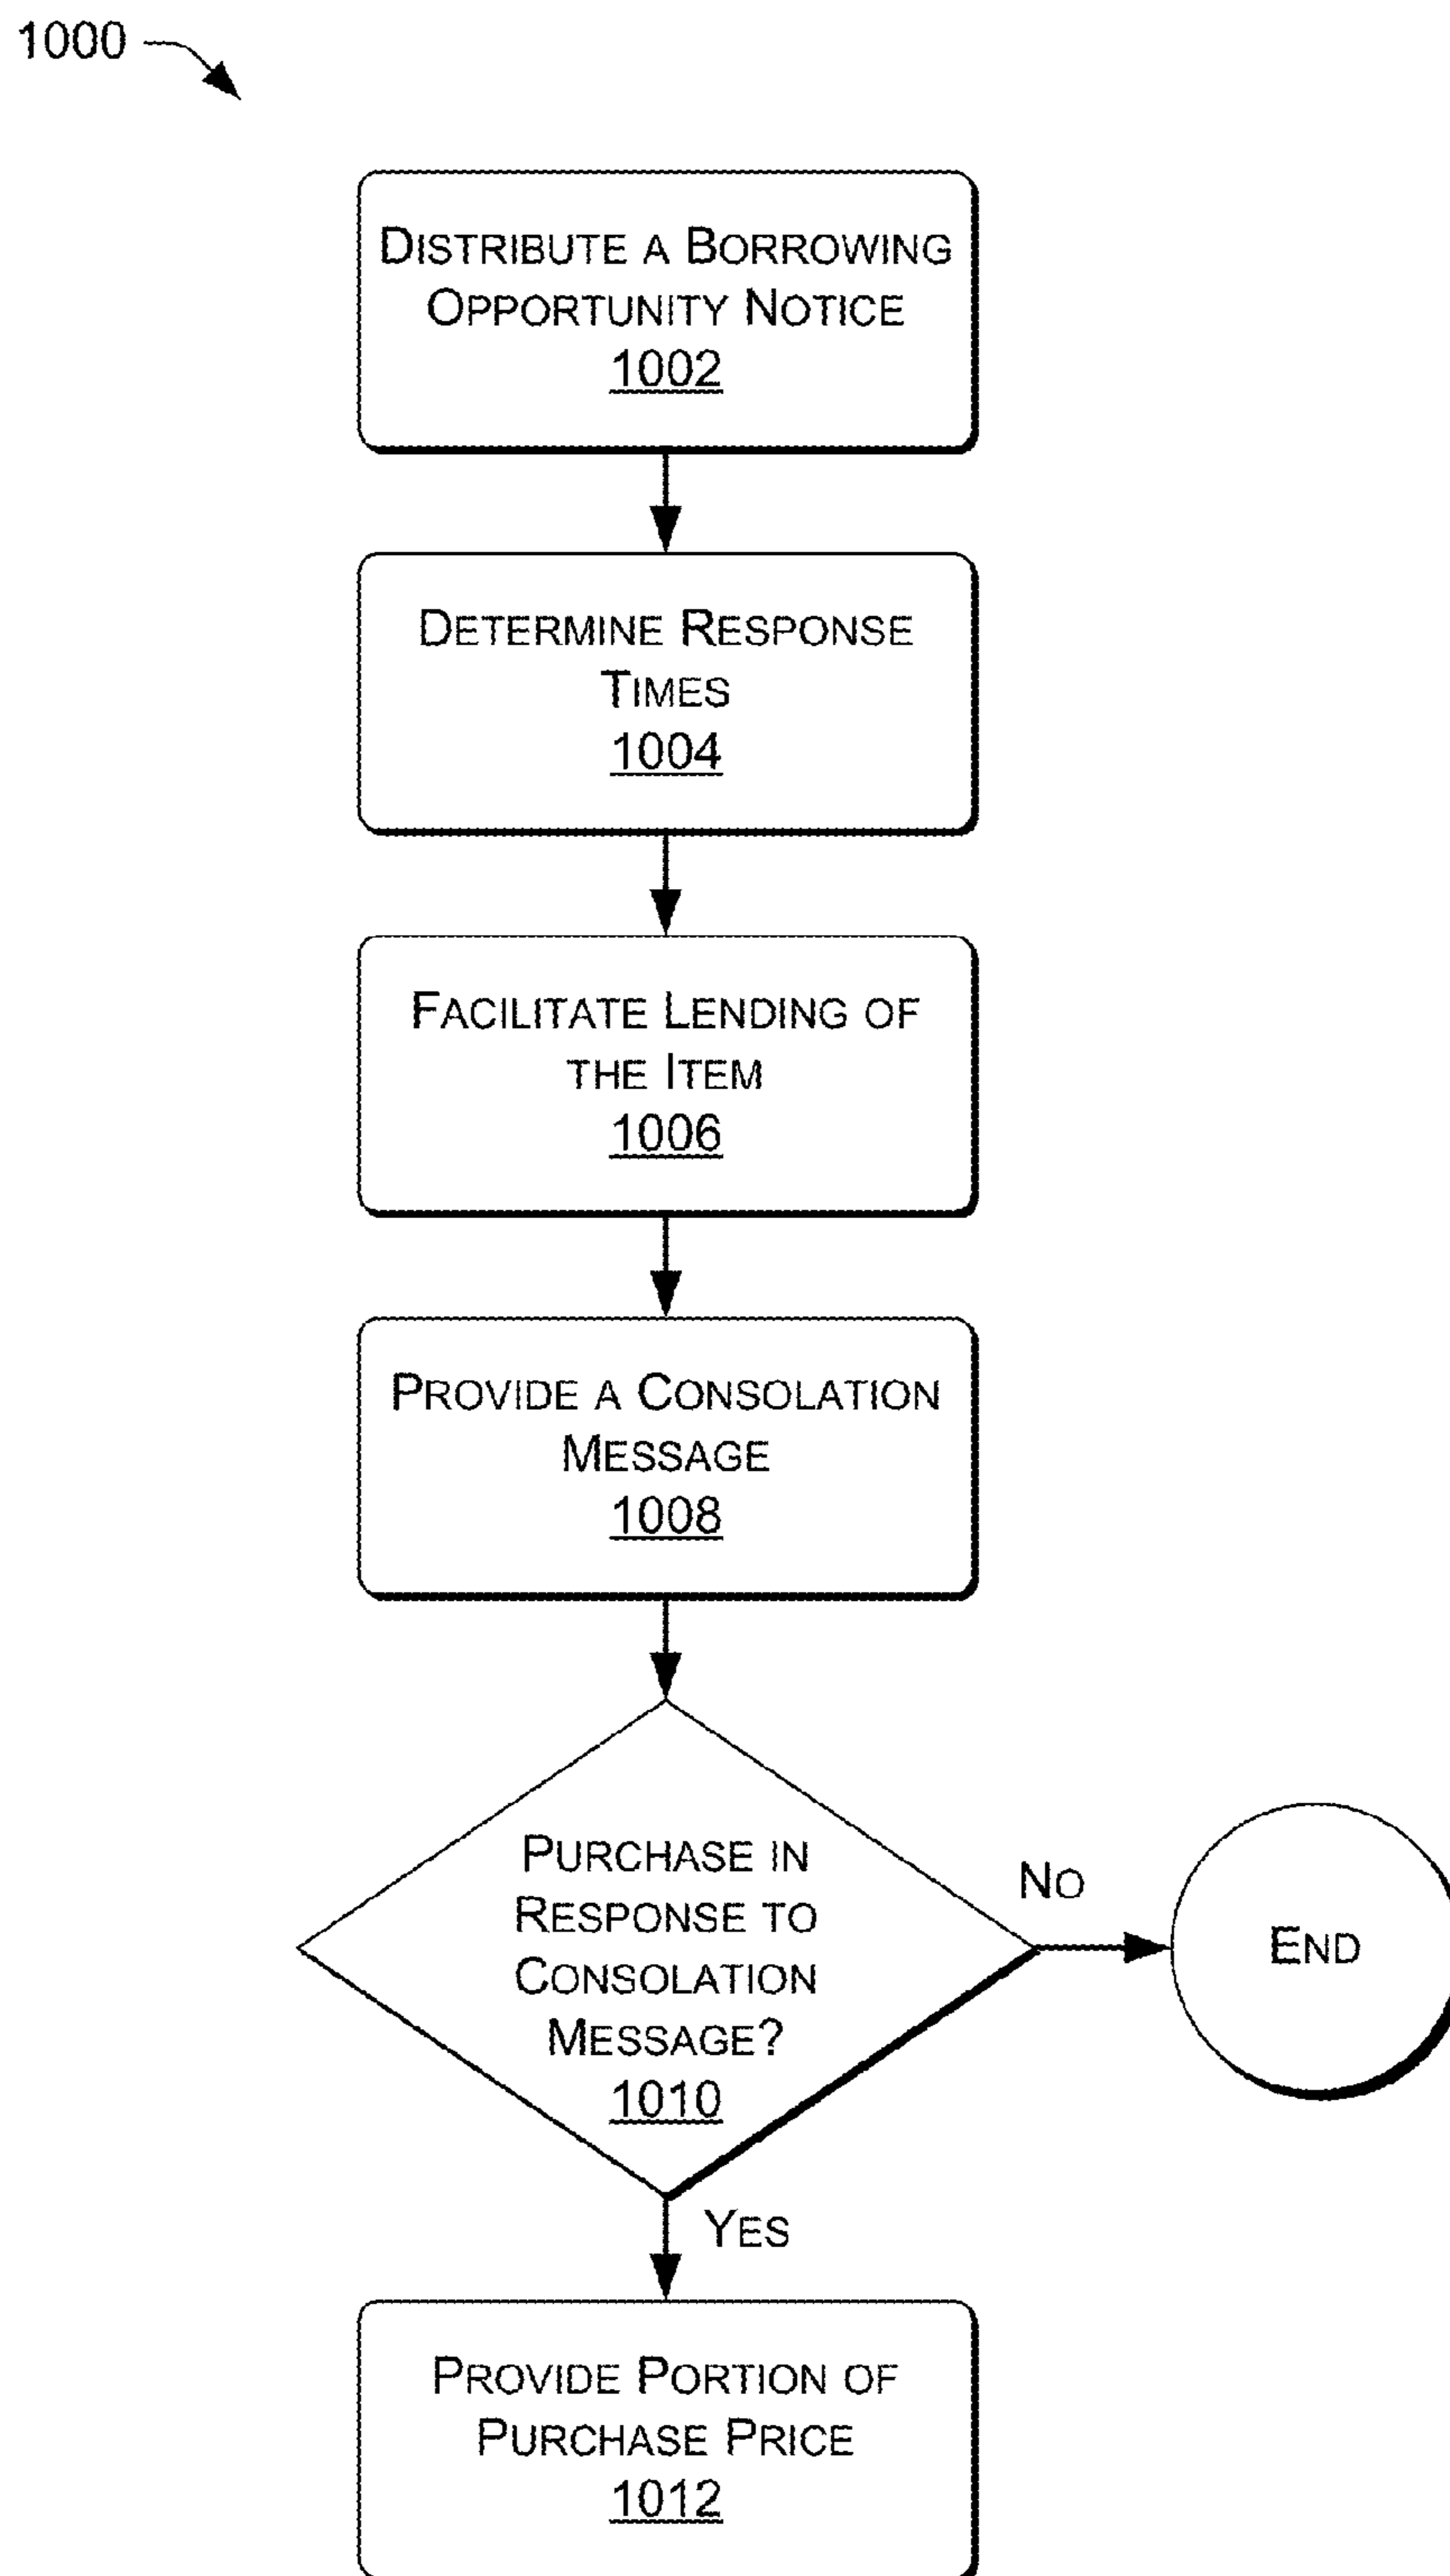 1000
DISTRIBUTE A BORROWING
OPPORTUNITY NOTICE
1002
DETERMINE RESPONSE
TIMES
1004
FACILITATE LENDING OF
THE ITEM
1006
PROVIDE A CONSOLATION
MESSAGE
1008
PURCHASE IN
RESPONSE TO
CONSOLATION
MESSAGE?
1010
NO
END
YES
PROVIDE PORTION OF
PURCHASE PRICE
1012